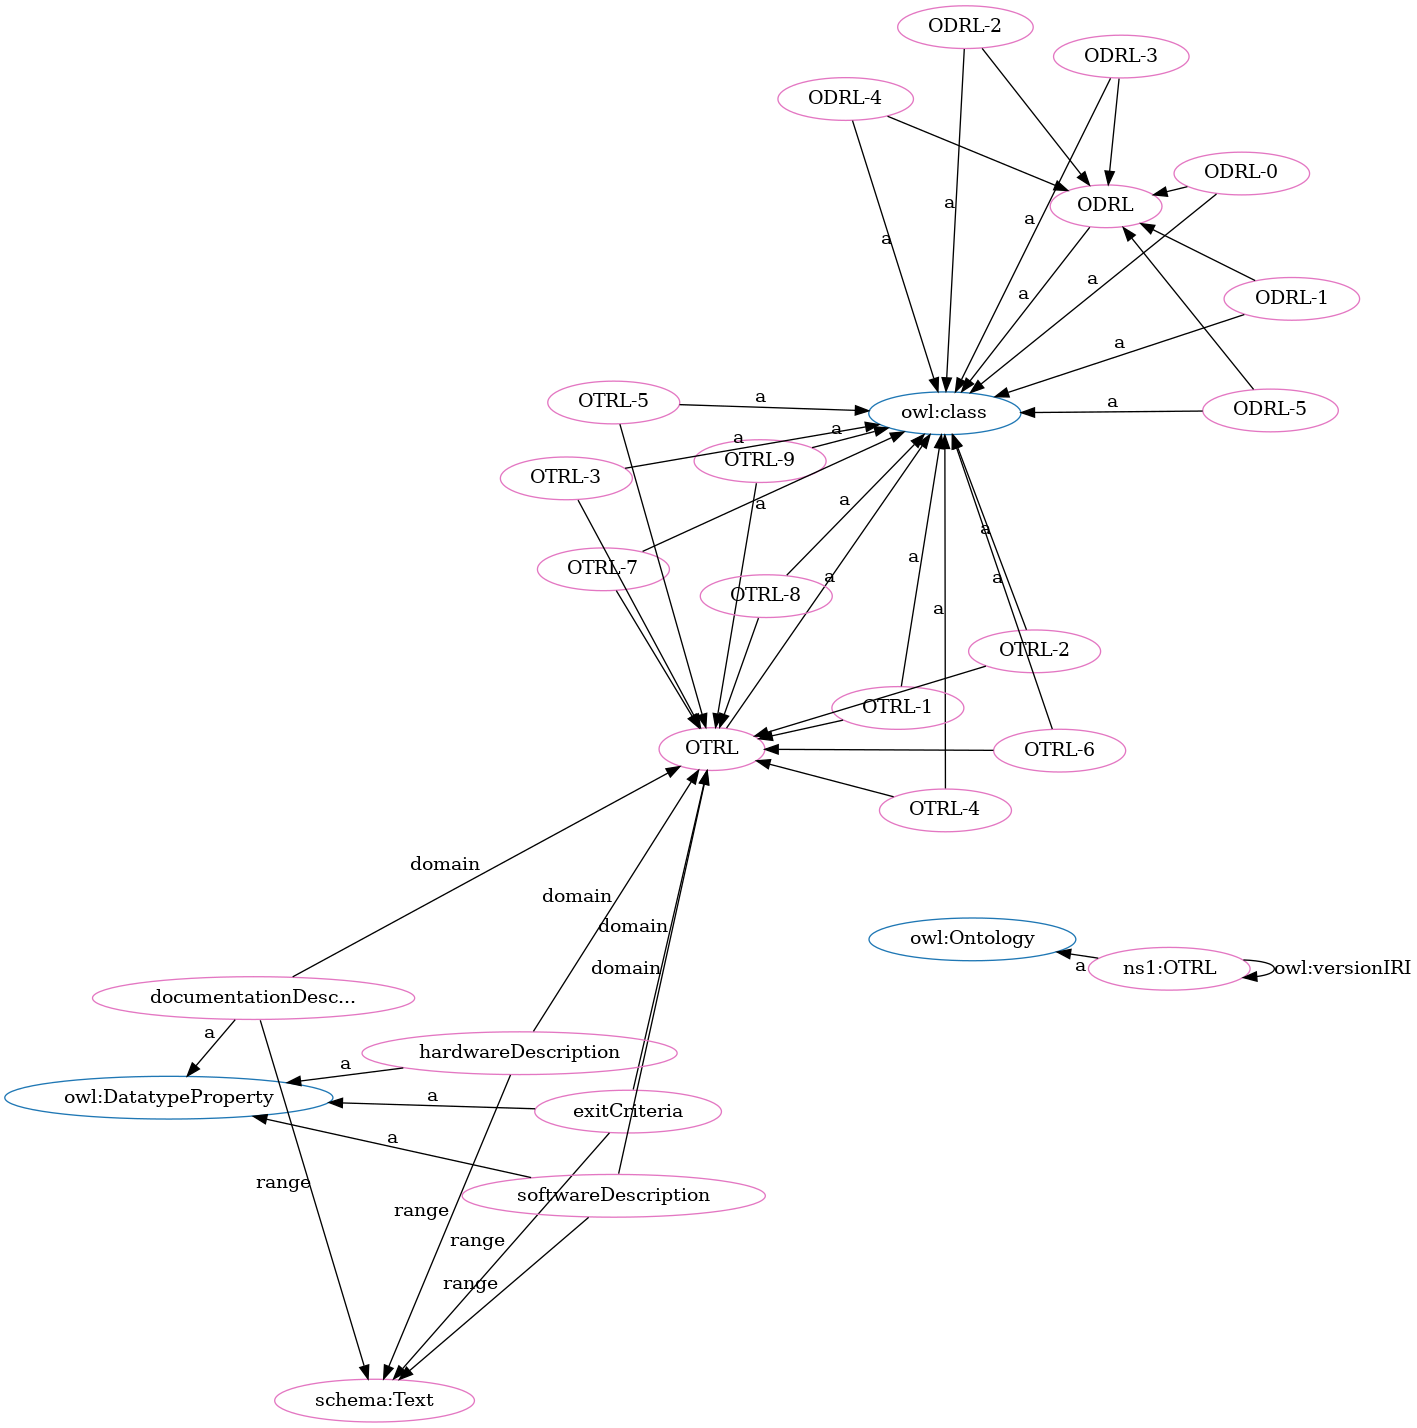 ODRL-2
ODRL-3
ODRL-4
ODRL-0
ODRL
a
a
a
a
a
ODRL-1
a
OTRL-5
a
owl:class
a
ODRL-5
a
a
OTRL-9
OTRL-3
a
a
a
a
OTRL-7
a
a
OTRL-8
a
OTRL-2
OTRL-1
OTRL
OTRL-6
OTRL-4
domain
domain
domain
domain
owl:Ontology
a
ns1:OTRL
owl:versionIRI
documentationDesc...
a
hardwareDescription
a
owl:DatatypeProperty
a
exitCriteria
a
range
softwareDescription
range
range
range
schema:Text